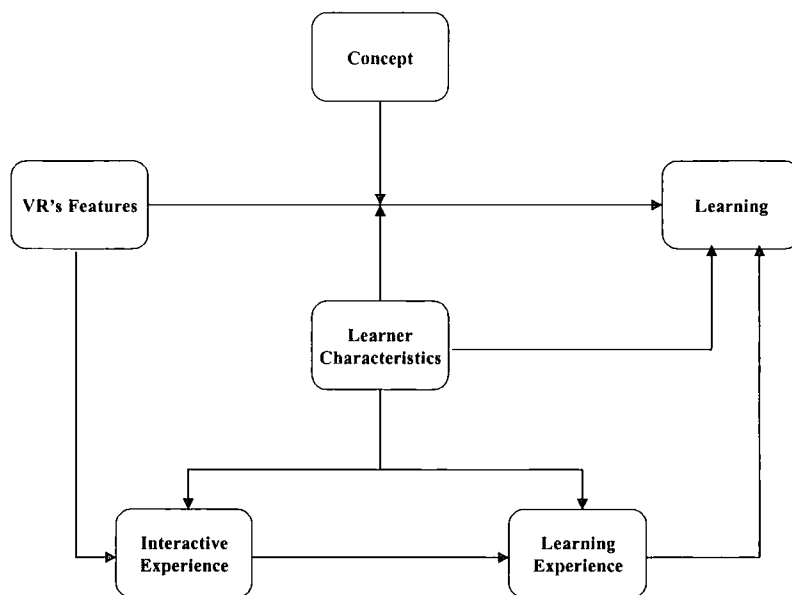 Concept
VR's Features
Learning
Learner
Characteristics
Interactive
Experience
Learning
Experience